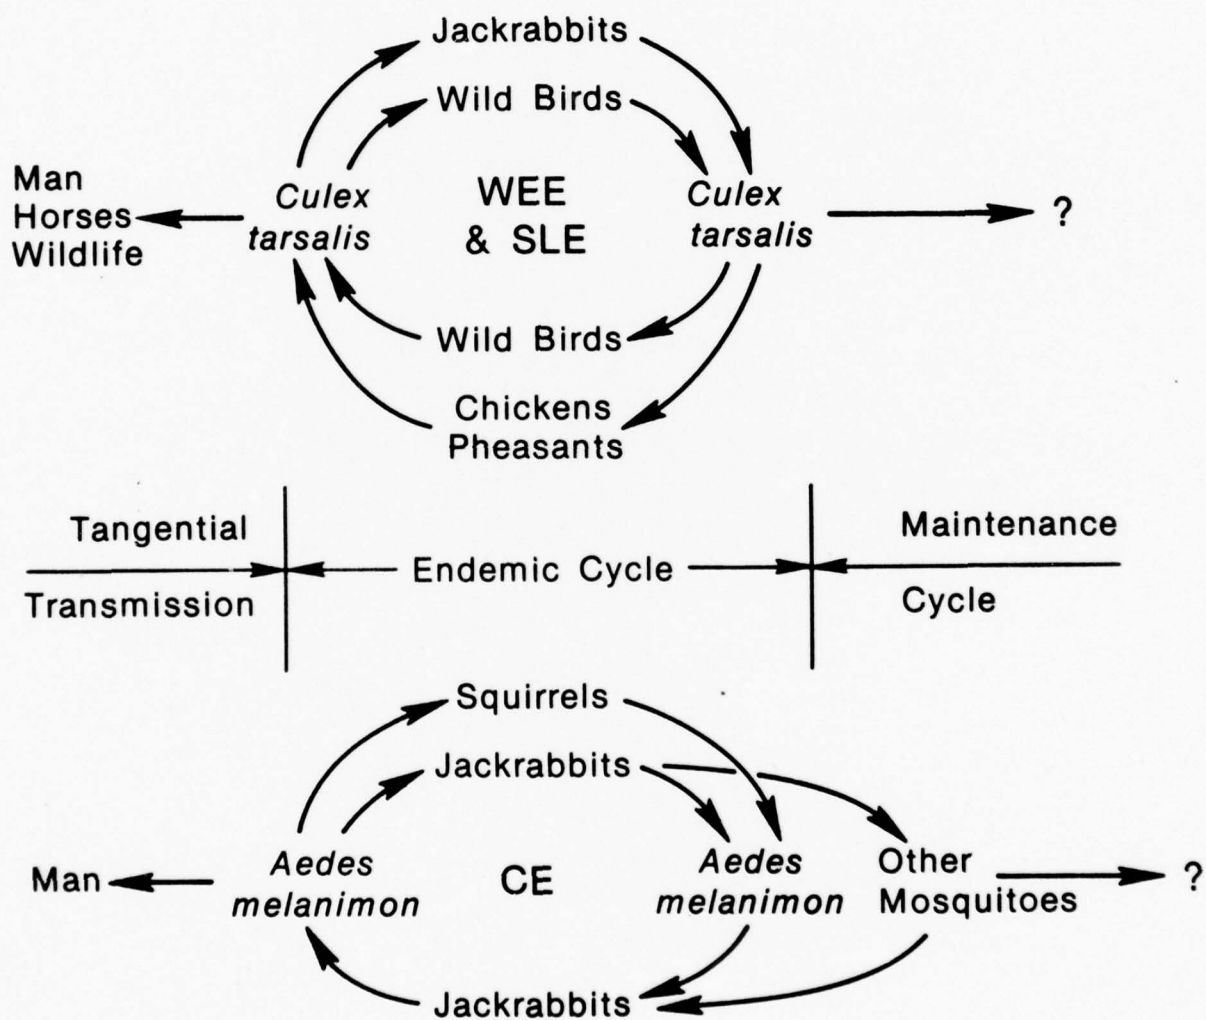 Jackrabbits
Wild Birds
Man
Horses
Wildlife
Culex
tarsalis
WEE
& SLE
Culex
tarsalis
?
Wild Birds
Chickens
Pheasants
Tangential
Transmission
Endemic Cycle
Maintenance
Cycle
Squirrels
Jackrabbits
Man
Aedes
melanimon
CE
Aedes
melanimon
Other
Mosquitoes
?
Jackrabbits